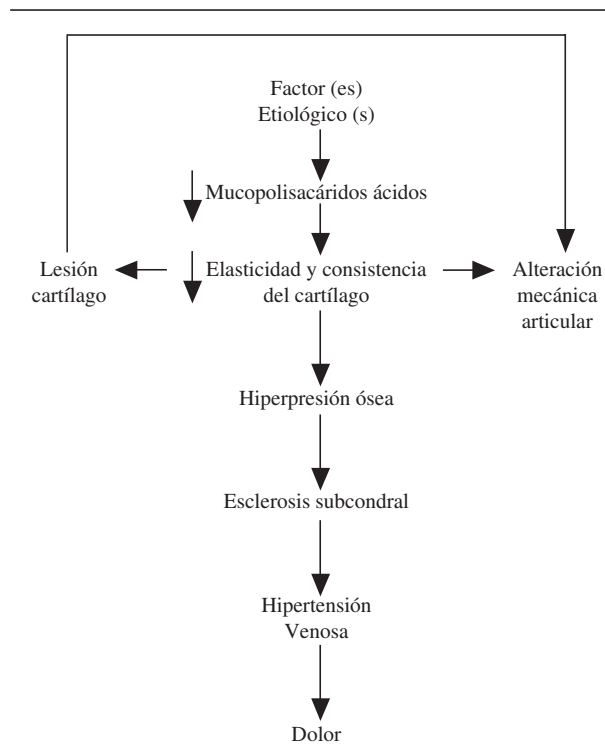 Factor (es)
Etiológico (s)
Mucopolisacáridos ácidos
Lesión
cartílago
Elasticidad y consistencia
del cartílago
Alteración
mecánica
articular
Hiperpresión ósea
Esclerosis subcondral
Hipertensión
Venosa
Dolor